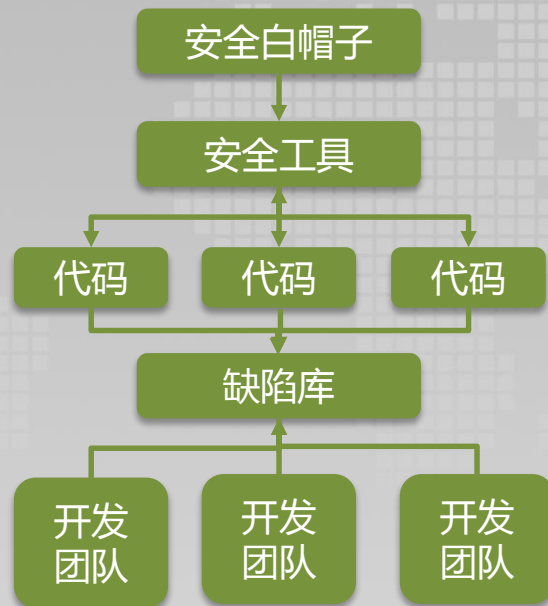 安全白帽子
安全工具
代码 代码 代码
缺陷库
开发 开发 开发
团队 团队 团队